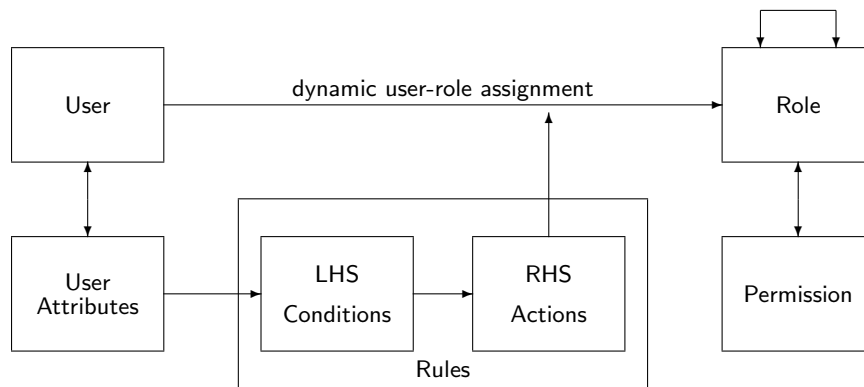 dynamic user-role assignment
User
Role
User
Attributes
LHS
Conditions
RHS
Actions
Permission
Rules